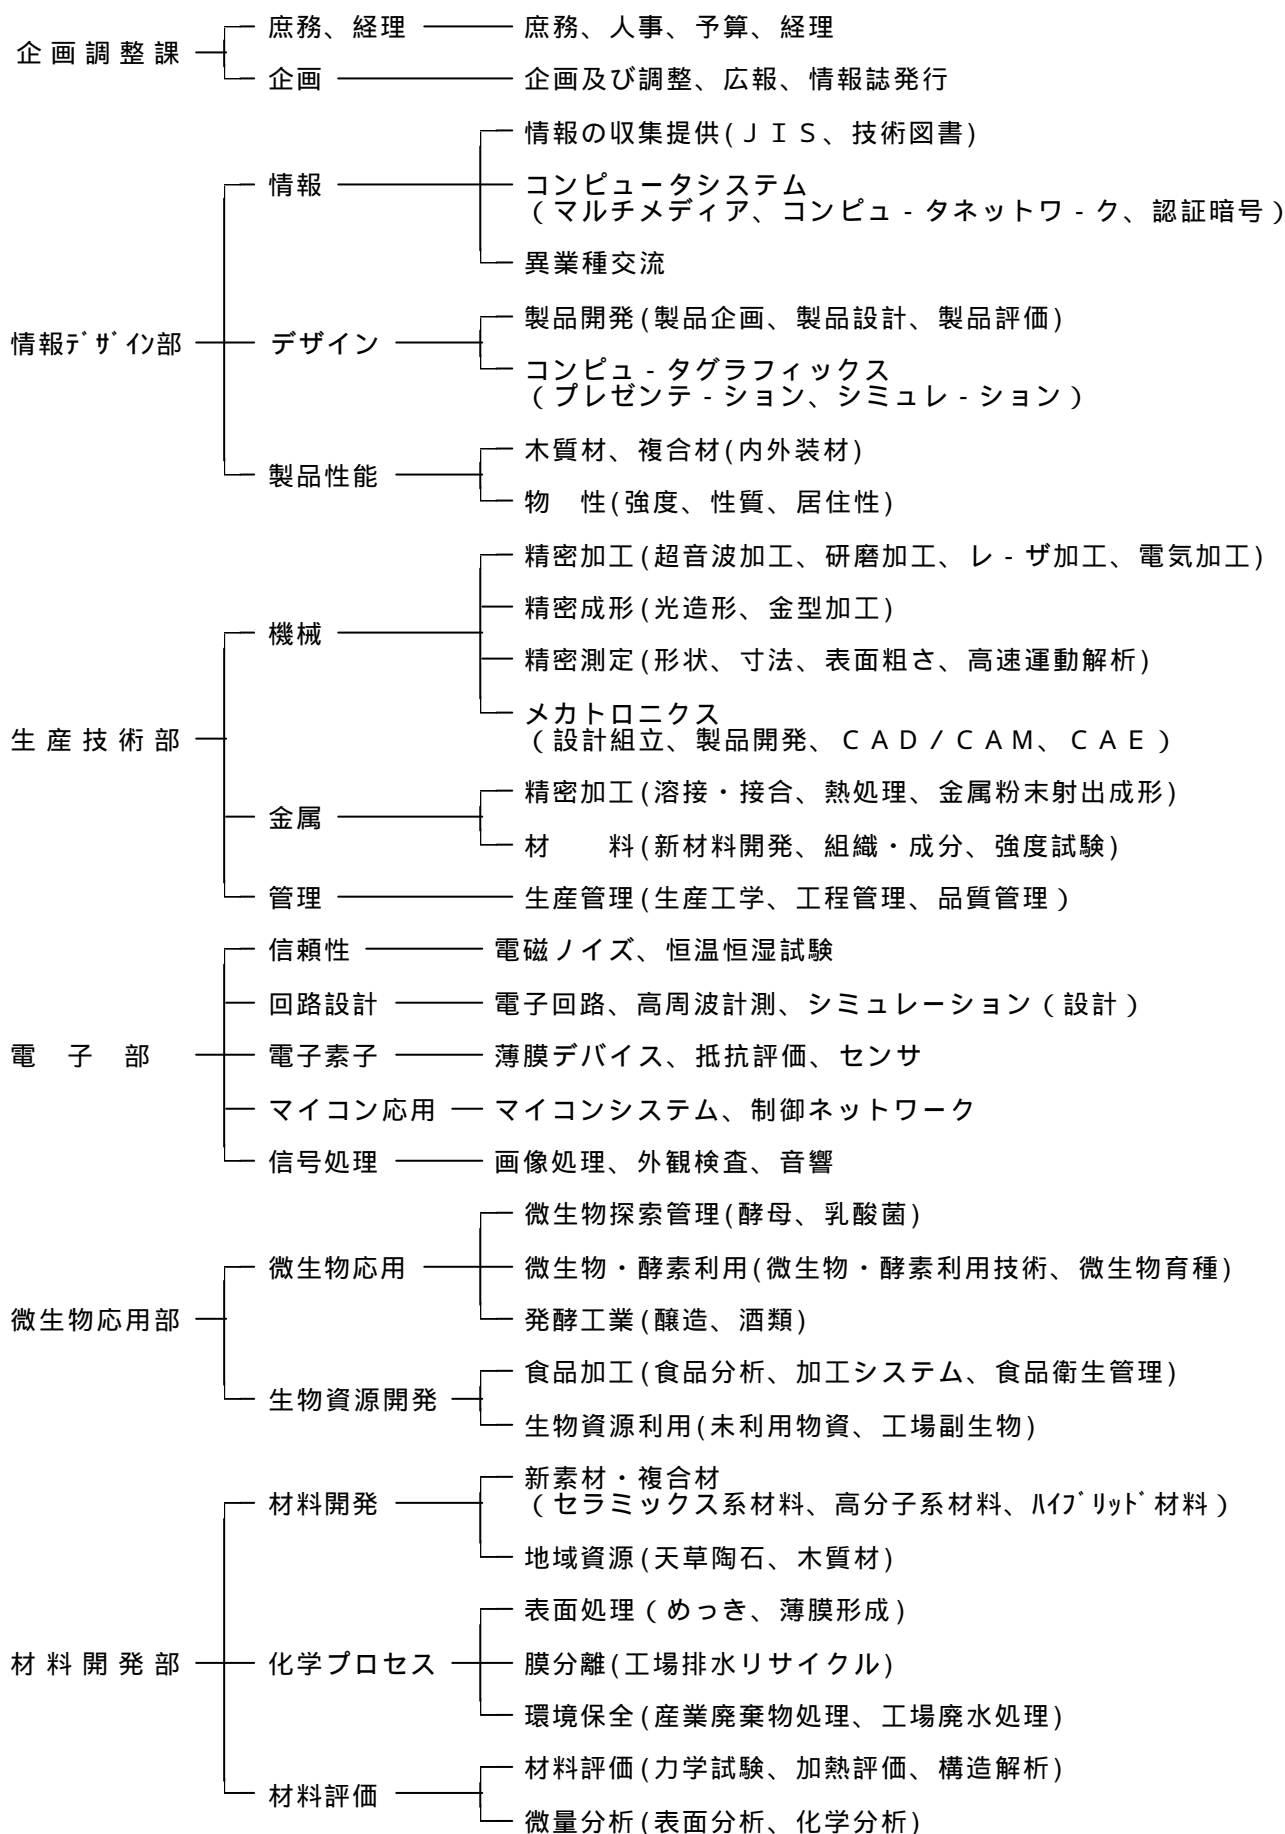 庶務、経理 庶務、人事、予算、経理
企画調整課
企画 企画及び調整、広報、情報誌発行
情報の収集提供(ＪＩＳ、技術図書)
情報 コンピュータシステム
（マルチメディア、コンピュ-タネットワ-ク、認証暗号）
異業種交流
製品開発(製品企画、製品設計、製品評価)
情報ﾃﾞｻﾞｲﾝ部 デザイン
コンピュ-タグラフィックス
（プレゼンテ-ション、シミュレ-ション）
木質材、複合材(内外装材)
製品性能
物　性(強度、性質、居住性)
精密加工(超音波加工、研磨加工、レ-ザ加工、電気加工)
精密成形(光造形、金型加工)
機械
精密測定(形状、寸法、表面粗さ、高速運動解析)
メカトロニクス
生産技術部 （設計組立、製品開発、ＣＡＤ/ＣＡＭ、ＣＡＥ）
精密加工(溶接・接合、熱処理、金属粉末射出成形)
金属
材　　料(新材料開発、組織・成分、強度試験)
管理 生産管理(生産工学、工程管理、品質管理）
信頼性 電磁ノイズ、恒温恒湿試験
回路設計 電子回路、高周波計測、シミュレーション（設計）
電　子　部 電子素子 薄膜デバイス、抵抗評価、センサ
マイコン応用 マイコンシステム、制御ネットワーク
信号処理 画像処理、外観検査、音響
微生物探索管理(酵母、乳酸菌)
微生物応用 微生物・酵素利用(微生物・酵素利用技術、微生物育種)
微生物応用部 発酵工業(醸造、酒類)
食品加工(食品分析、加工システム、食品衛生管理)
生物資源開発
生物資源利用(未利用物資、工場副生物)
新素材・複合材
材料開発 （セラミックス系材料、高分子系材料、ﾊｲﾌﾞﾘｯﾄﾞ材料）
地域資源(天草陶石、木質材)
表面処理（めっき、薄膜形成)
材料開発部 化学プロセス 膜分離(工場排水リサイクル)
環境保全(産業廃棄物処理、工場廃水処理)
材料評価(力学試験、加熱評価、構造解析)
材料評価
微量分析(表面分析、化学分析)